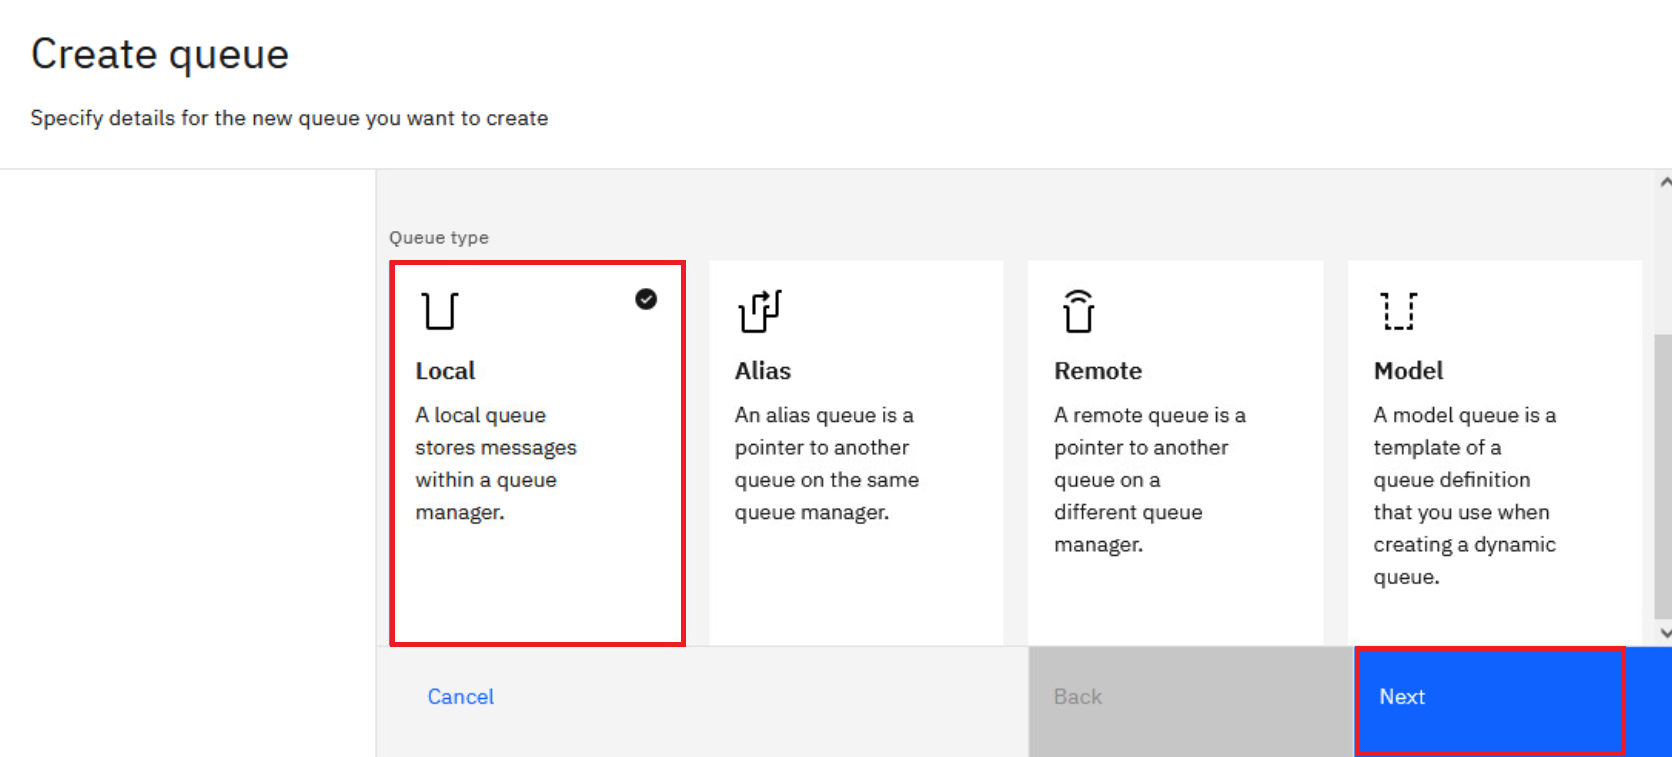 Create queue
Specify details for the new queue you want to create
Queue type
Local
A local queue
stores messages
within a queue
manager.
Alias
An alias queue is a
pointer to another
queue on the same
queue manager.
Remote
A remote queue is a
pointer to another
queue on a
different queue
manager.
Model
A model queue is a
template of a
queue definition
that you use when
creating a dynamic
queue.
Cancel
Back
Next